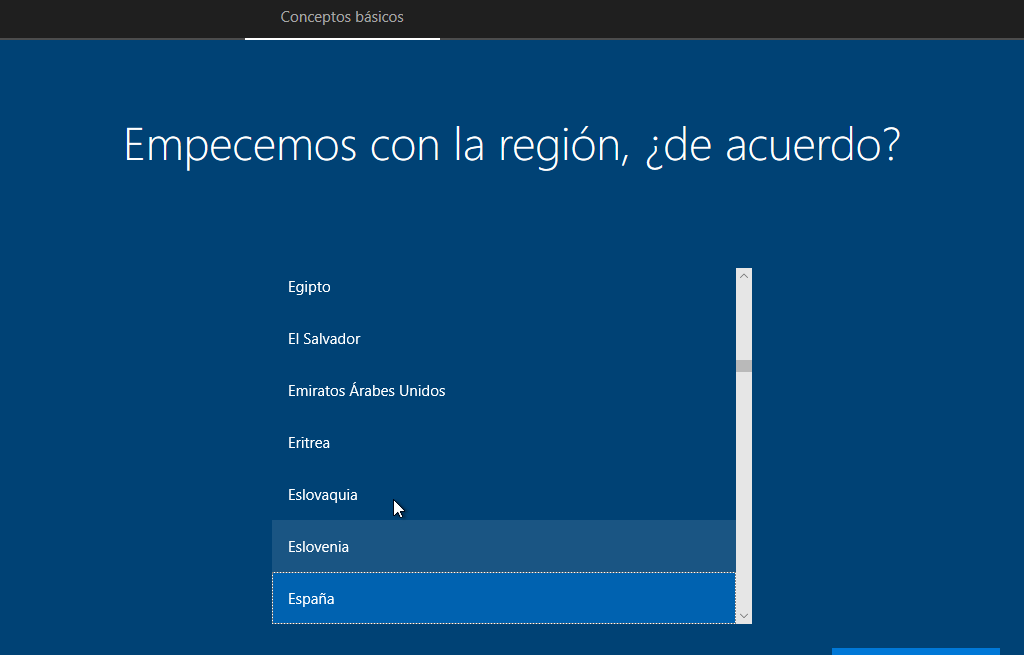 Conceptos básicos
Empecemos con la región, ¿de acuerdo?
Egipto
El Salvador
Emiratos Árabes Unidos
Eritrea
Eslovaquia
Eslovenia
España